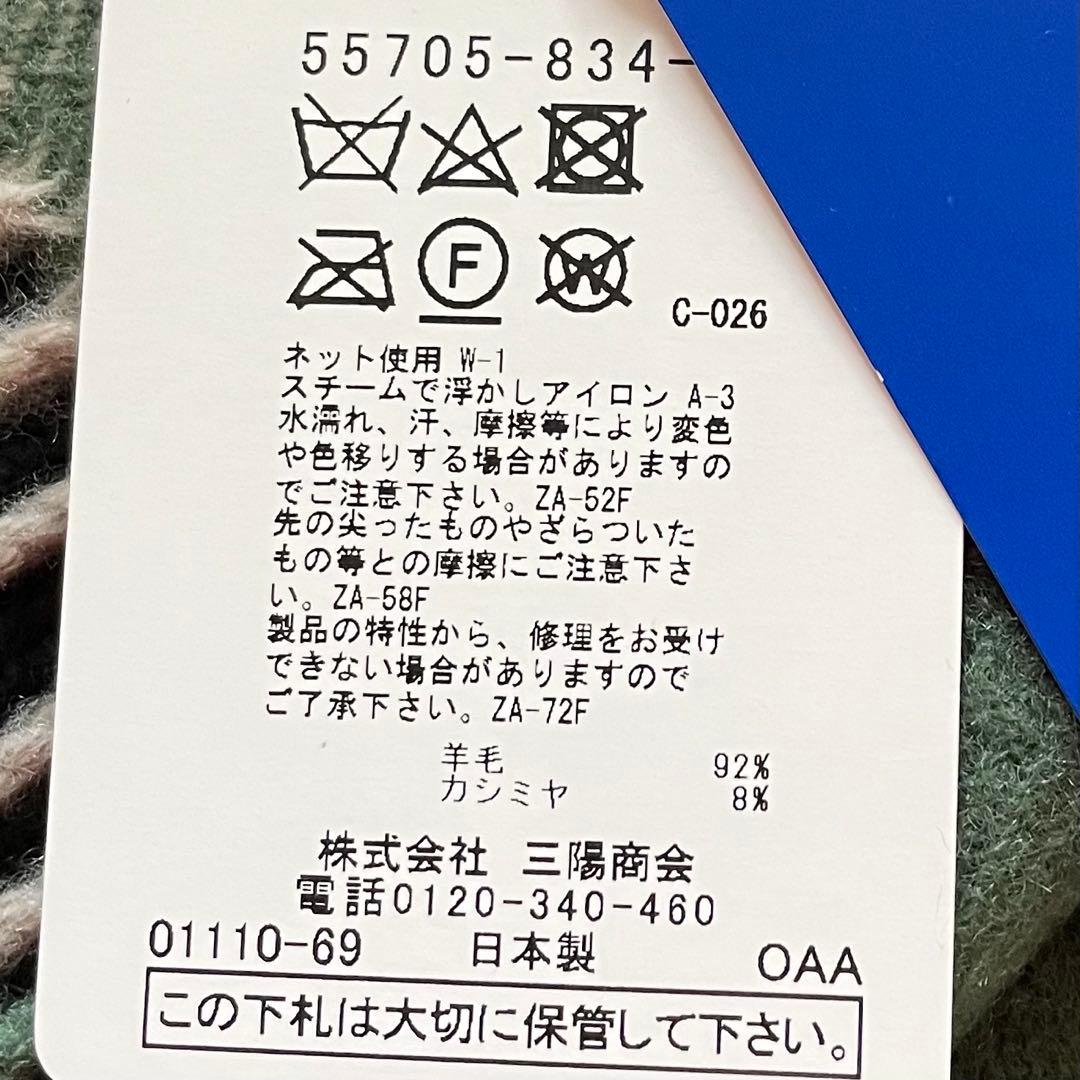 55705-834-
F W
C-026
ネット使用 W-1
スチームで浮かしアイロン A-3
水濡れ、汗、摩擦等により変色
や色移りする場合がありますの
でご注意下さい。ZA-52F
先の尖ったものやざらついた
もの等との摩擦にご注意下さ
い。ZA-58F
製品の特性から、修理をお受け
できない場合がありますので
ご了承下さい。ZA-72F
羊毛 92%
カシミヤ 8%
株式会社 三陽商会
電話0120-340-460
01110-69 日本製 OAA
この下札は大切に保管して下さい。